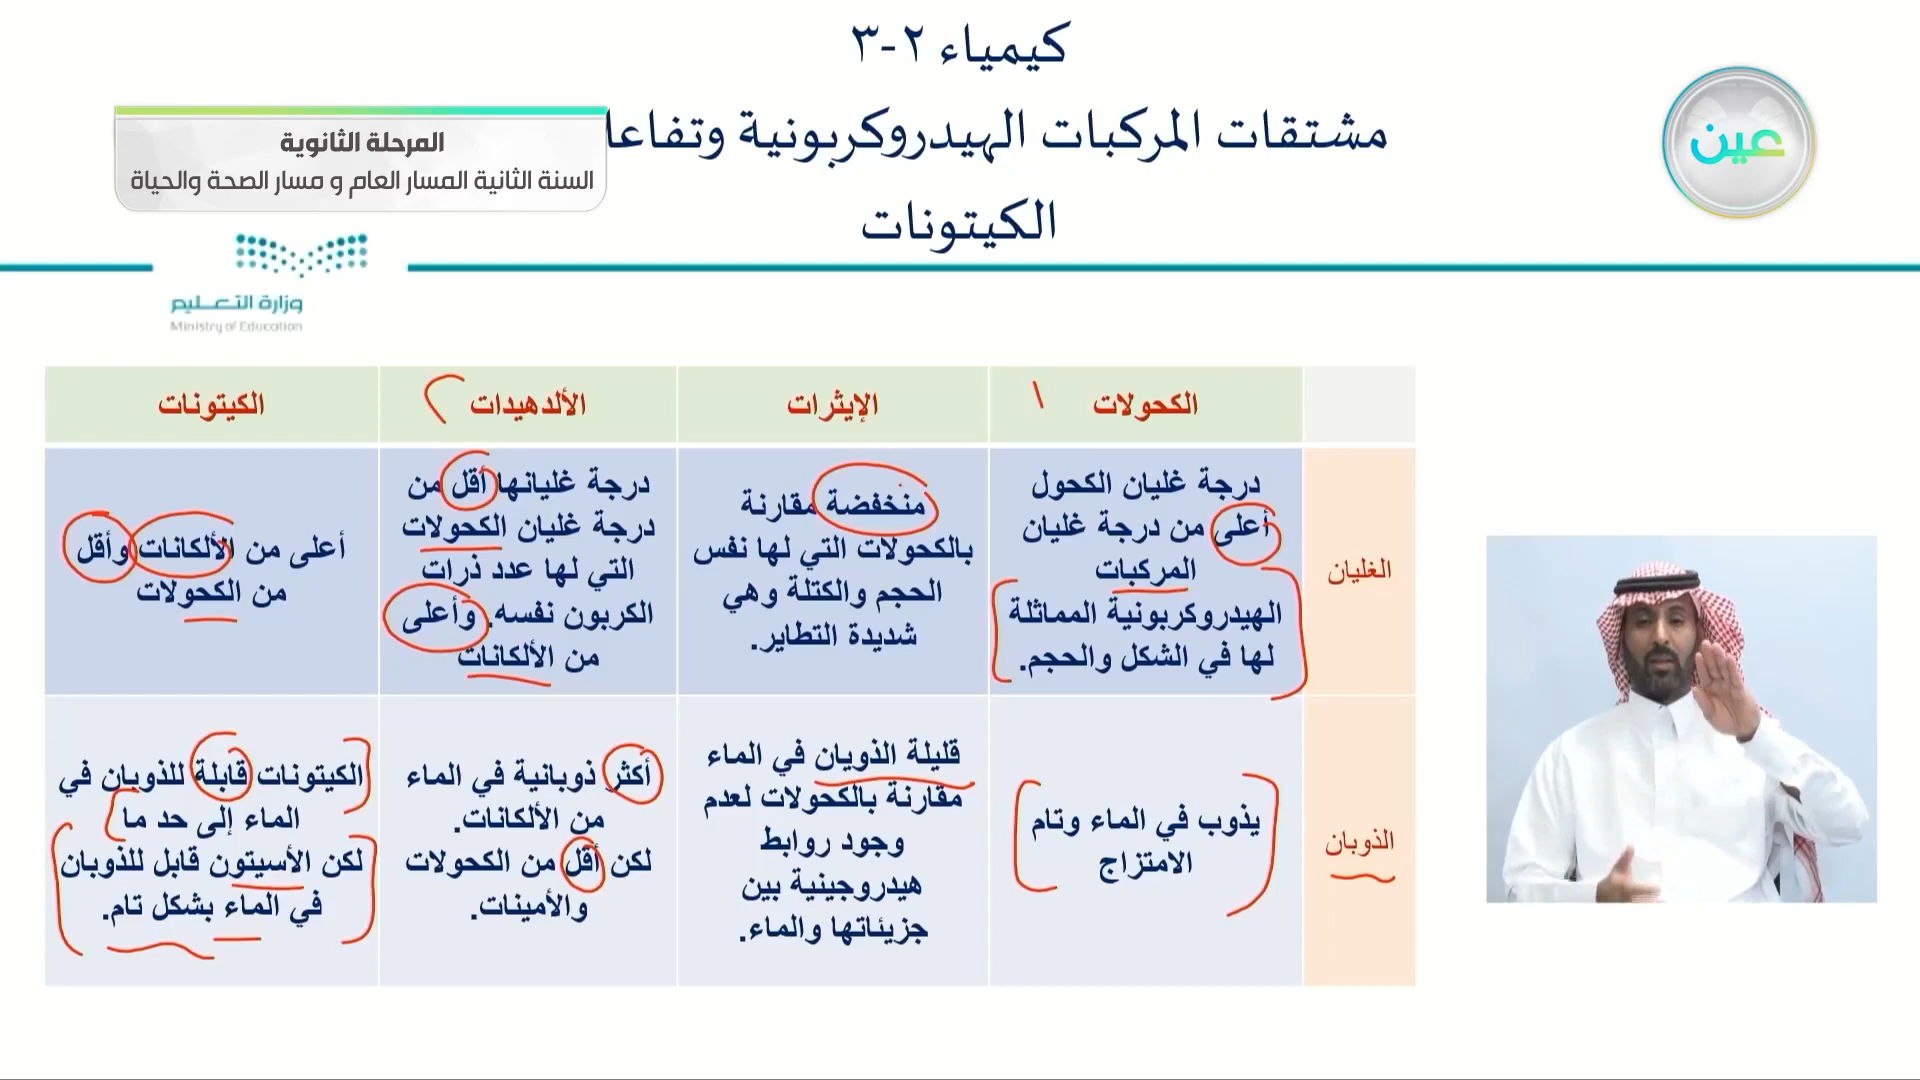 كيمياء ٢-٣
مشتقات المركبات الهيدروكربونية وتفاعا
الكيتونات
المرحلة الثانوية
السنة الثانية المسار العام و مسار الصحة والحياة
عين
وزارة التعليم
Ministry of Education
الكحولات ١
الإيثرات
الألدهيدات ٢
الكيتونات
الغليان
درجة غليان الكحول
أعلى من درجة غليان
المركبات
الهيدروكربونية المماثلة
لها في الشكل والحجم.
منخفضة مقارنة
بالكحولات التي لها نفس
الحجم والكتلة وهي
شديدة التطاير.
درجة غليانها أقل من
درجة غليان الكحولات
التي لها عدد ذرات
الكربون نفسه. وأعلى
من الألكانات
أعلى من الألكانات وأقل
من الكحولات
الذوبان
يذوب في الماء وتام
الامتزاج
قليلة الذوبان في الماء
مقارنة بالكحولات لعدم
وجود روابط
هيدروجينية بين
جزيئاتها والماء.
أكثر ذوبانية في الماء
من الألكانات.
لكن أقل من الكحولات
والأمينات.
الكيتونات قابلة للذوبان في
الماء إلى حد ما
لكن الأسيتون قابل للذوبان
في الماء بشكل تام.